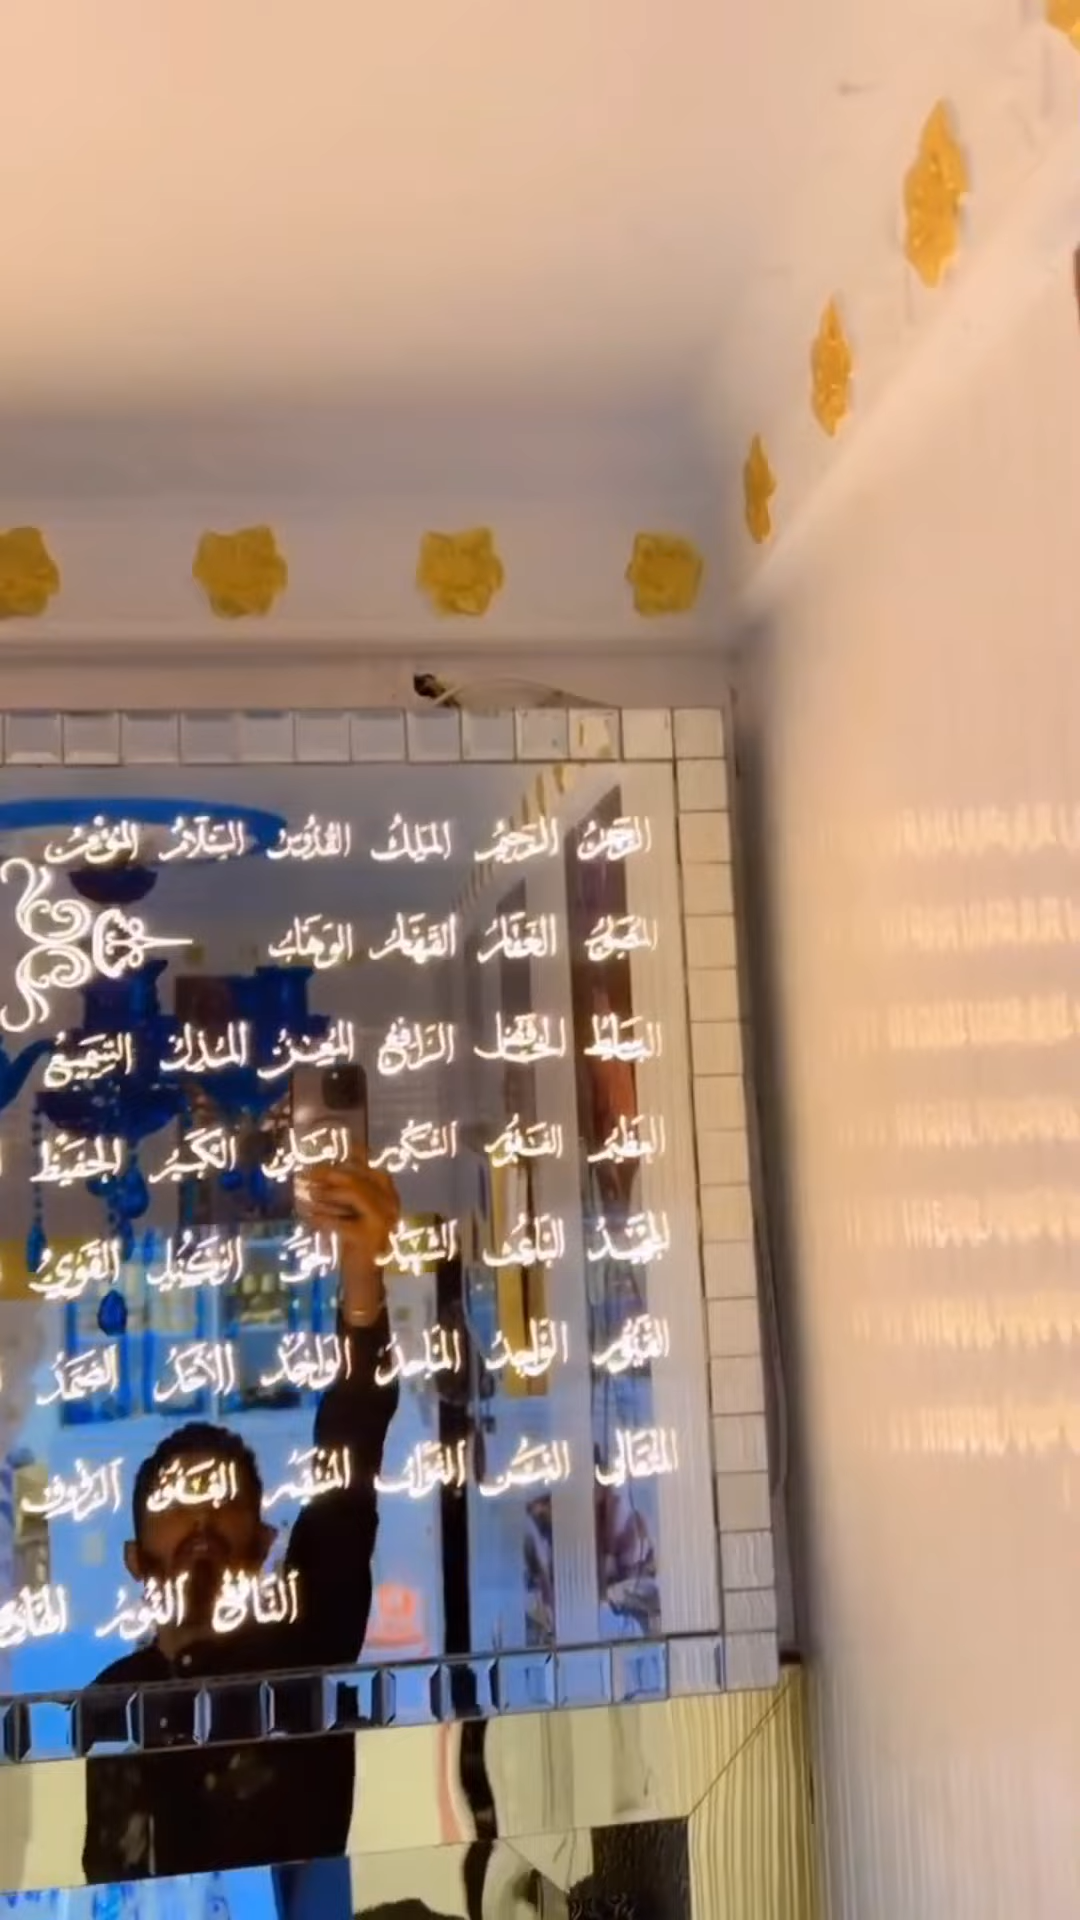 الرحمن الرحيم الملك القدوس السلام المؤمن
المصور الغفار القهار الوهاب
الباسط الخافض الرافع المعز المذل السميع
العظيم الغفور الشكور العلي الكبير الحفيظ
المجيد الباعث الشهيد الحق الوكيل القوي
القيوم الواجد الماجد الواحد الأحد الصمد
المتعالي البر التواب المنتقم العفو الرؤوف
النافع النور الهادي